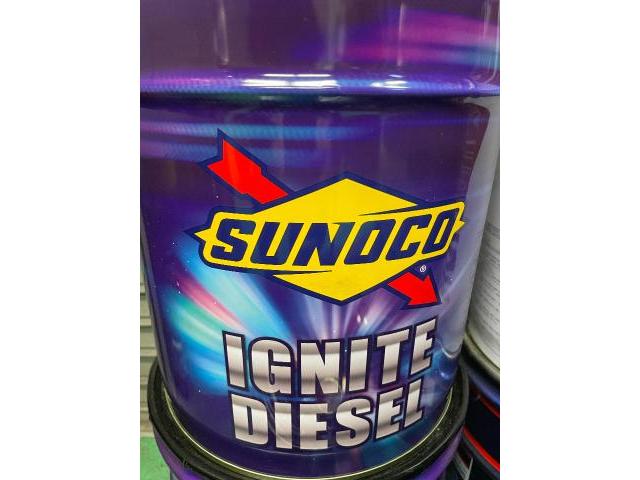 SUNOCO
®
IGNITE
DIESEL